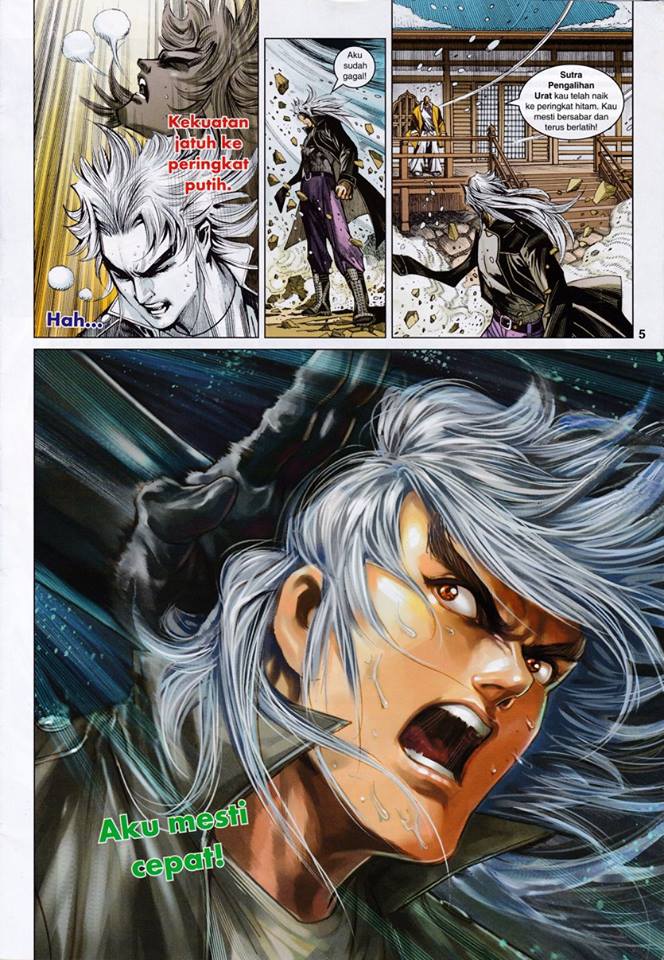 Kekuatan
jatuh ke
peringkat
putih.
Hah...
Aku
sudah
gagal!
Sutra
Pengalihan
Urat kau telah naik
ke peringkat hitam. Kau
mesti bersabar dan
terus berlatih!
5
Aku mesti
cepat!